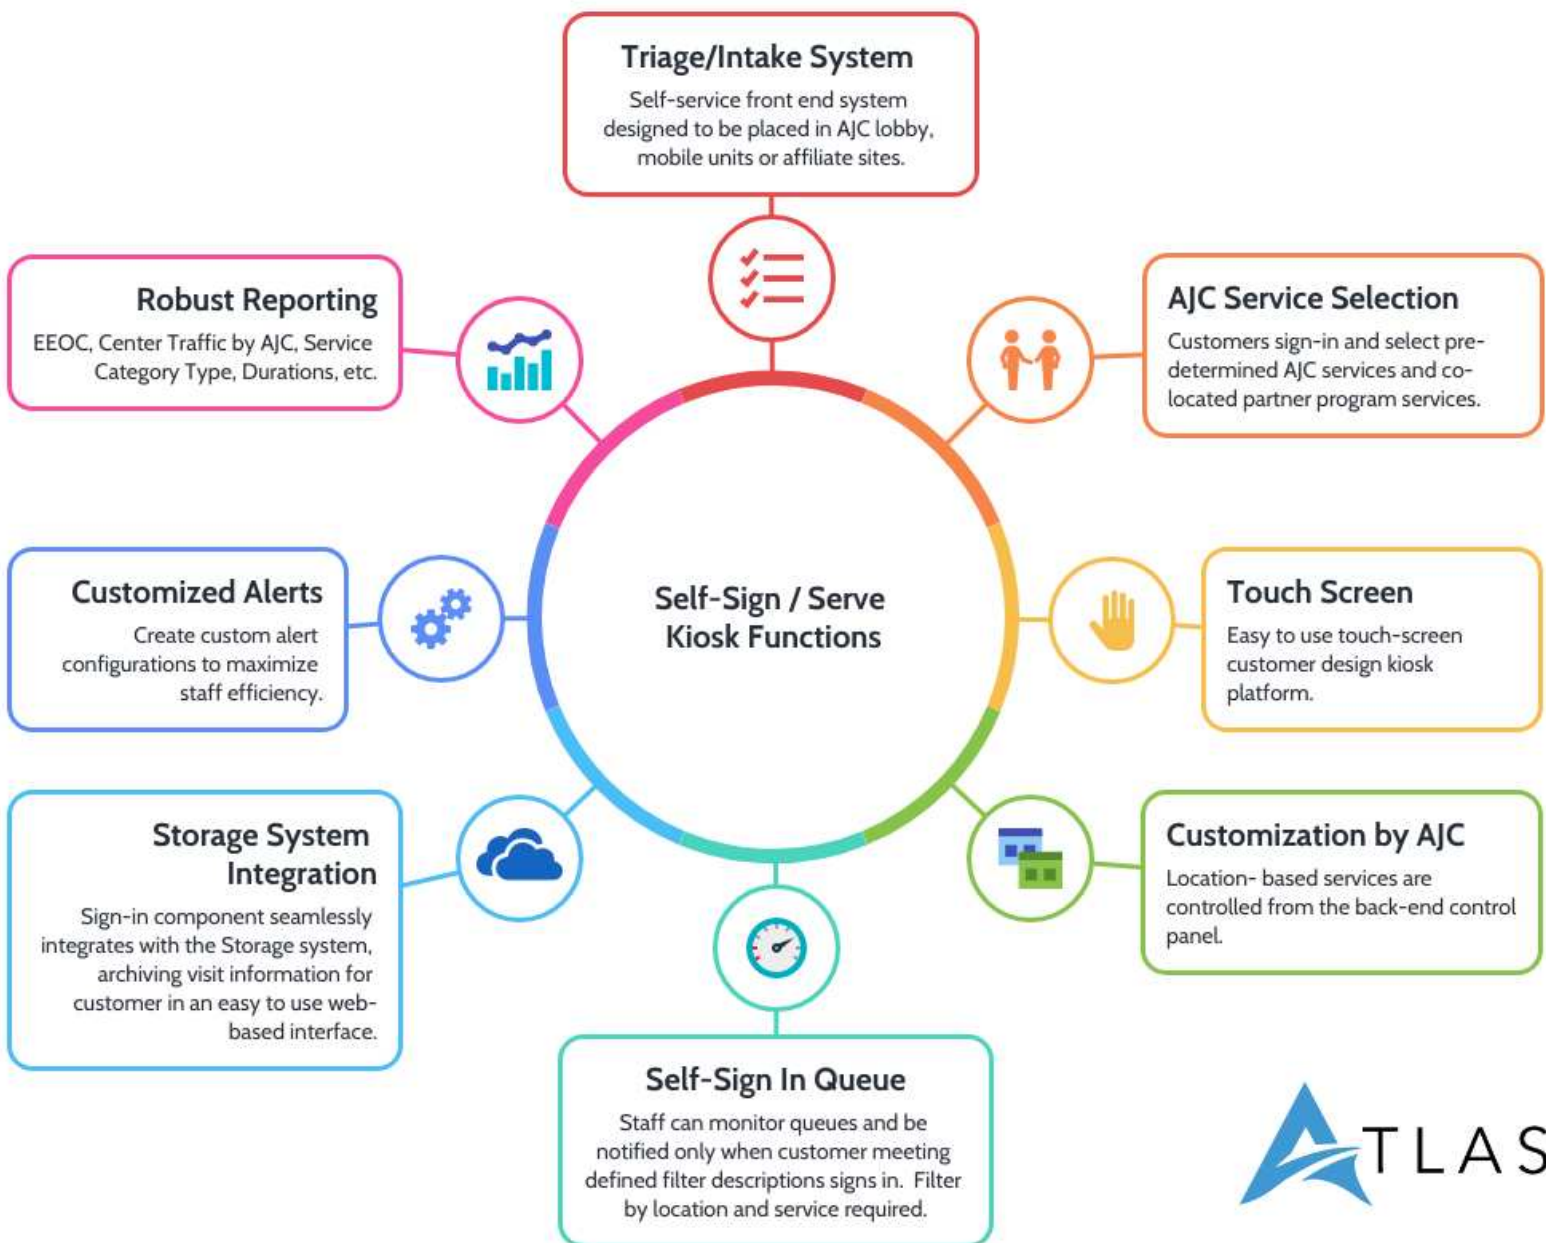 Triage/Intake System
Self-service front end system
designed to be placed in AJC lobby,
mobile units or affiliate sites.
Robust Reporting
EEOC, Center Traffic by AJC, Service
Category Type, Durations, etc.
AJC Service Selection
Customers sign-in and select pre-
determined AJC services and co-
located partner program services.
Customized Alerts
Create custom alert
configurations to maximize
staff efficiency.
Self-Sign / Serve
Kiosk Functions
Touch Screen
Easy to use touch-screen
customer design kiosk
platform.
Storage System
Integration
Sign-in component seamlessly
integrates with the Storage system,
archiving visit information for
customer in an easy to use web-
based interface.
Customization by AJC
Location- based services are
controlled from the back-end control
panel.
Self-Sign In Queue
Staff can monitor queues and be
notified only when customer meeting
defined filter descriptions signs in. Filter
by location and service required.
ATLAS